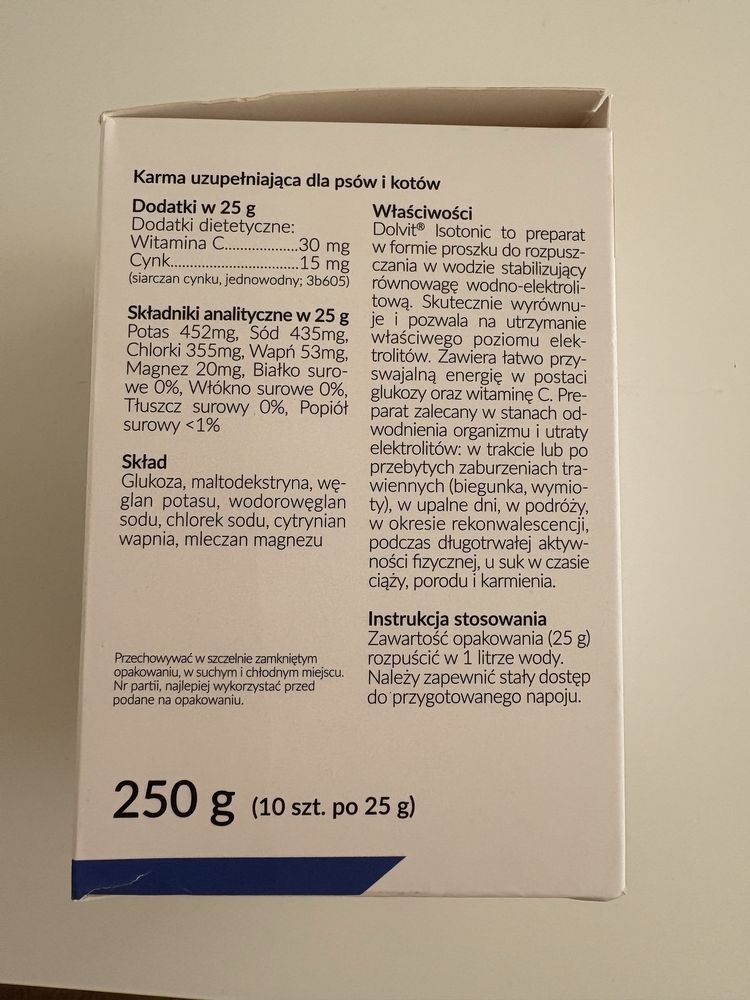 Karma uzupełniająca dla psów i kotów
Dodatki w 25 g
Dodatki dietetyczne:
Witamina C...................30 mg
Cynk.................................15 mg
(siarczan cynku, jednowodny; 3b605)
Składniki analityczne w 25 g
Potas 452mg, Sód 435mg,
Chlorki 355mg, Wapń 53mg,
Magnez 20mg, Białko suro-
we 0%, Włókno surowe 0%,
Tłuszcz surowy 0%, Popiół
surowy <1%
Skład
Glukoza, maltodekstryna, wę-
glan potasu, wodorowęglan
sodu, chlorek sodu, cytrynian
wapnia, mleczan magnezu
Przechowywać w szczelnie zamkniętym
opakowaniu, w suchym i chłodnym miejscu.
Nr partii, najlepiej wykorzystać przed
podane na opakowaniu.
Właściwości
Dolvit® Isotonic to preparat
w formie proszku do rozpusz-
czania w wodzie stabilizujący
równowagę wodno-elektroli-
tową. Skutecznie wyrównu-
je i pozwala na utrzymanie
właściwego poziomu elek-
trolitów. Zawiera łatwo przy-
swajalną energię w postaci
glukozy oraz witaminę C. Pre-
parat zalecany w stanach od-
wodnienia organizmu i utraty
elektrolitów: w trakcie lub po
przebytych zaburzeniach tra-
wiennych (biegunka, wymio-
ty), w upalne dni, w podróży,
w okresie rekonwalescencji,
podczas długotrwałej aktyw-
ności fizycznej, u suk w czasie
ciąży, porodu i karmienia.
Instrukcja stosowania
Zawartość opakowania (25 g)
rozpuścić w 1 litrze wody.
Należy zapewnić stały dostęp
do przygotowanego napoju.
250 g (10 szt. po 25 g)